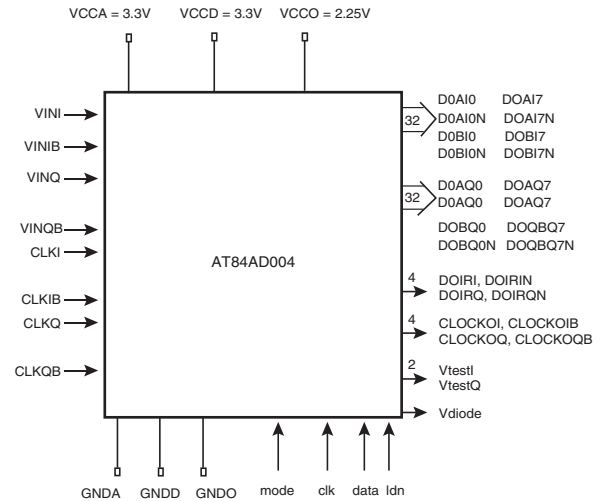 VCCA = 3.3V VCCD = 3.3V VCCO = 2.25V
VINI
VINIB
VINQ
VINQB
CLKI
CLKIB
CLKQ
CLKQB
AT84AD004
32
D0AI0 DOAI7
D0AI0N DOAI7N
D0BI0 DOBI7
D0BI0N DOBI7N
32
D0AQ0 DOAQ7
D0AQ0 DOAQ7
DOBQ0 DOQBQ7
DOBQ0N DOQBQ7N
4
DOIRI, DOIRIN
DOIRQ, DOIRQN
4
CLOCKOI, CLOCKOIB
CLOCKOQ, CLOCKOQB
2
VtestI
VtestQ
Vdiode
GNDA GNDD GNDO mode clk data ldn